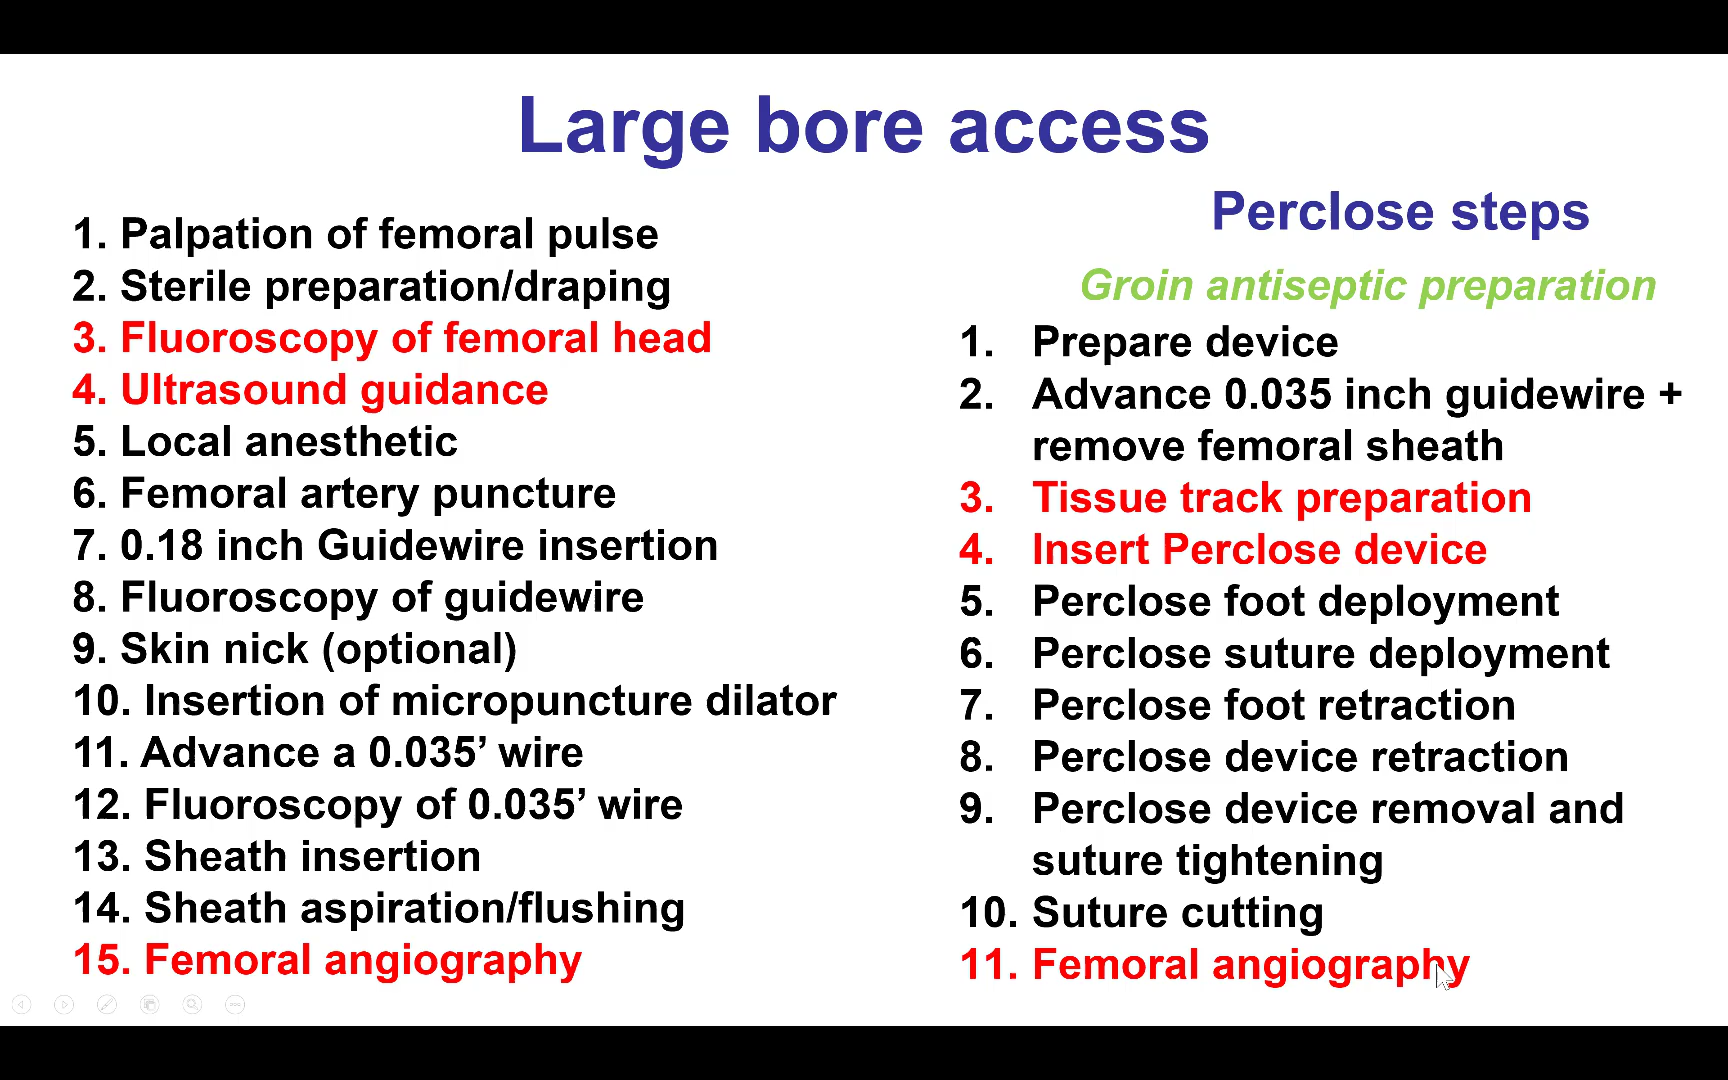 Large bore access
1. Palpation of femoral pulse
2. Sterile preparation/draping
3. Fluoroscopy of femoral head
4. Ultrasound guidance
5. Local anesthetic
6. Femoral artery puncture
7. 0.18 inch Guidewire insertion
8. Fluoroscopy of guidewire
9. Skin nick (optional)
10. Insertion of micropuncture dilator
11. Advance a 0.035’ wire
12. Fluoroscopy of 0.035’ wire
13. Sheath insertion
14. Sheath aspiration/flushing
15. Femoral angiography
Perclose steps
Groin antiseptic preparation
1. Prepare device
2. Advance 0.035 inch guidewire +
remove femoral sheath
3. Tissue track preparation
4. Insert Perclose device
5. Perclose foot deployment
6. Perclose suture deployment
7. Perclose foot retraction
8. Perclose device retraction
9. Perclose device removal and
suture tightening
10. Suture cutting
11. Femoral angiography